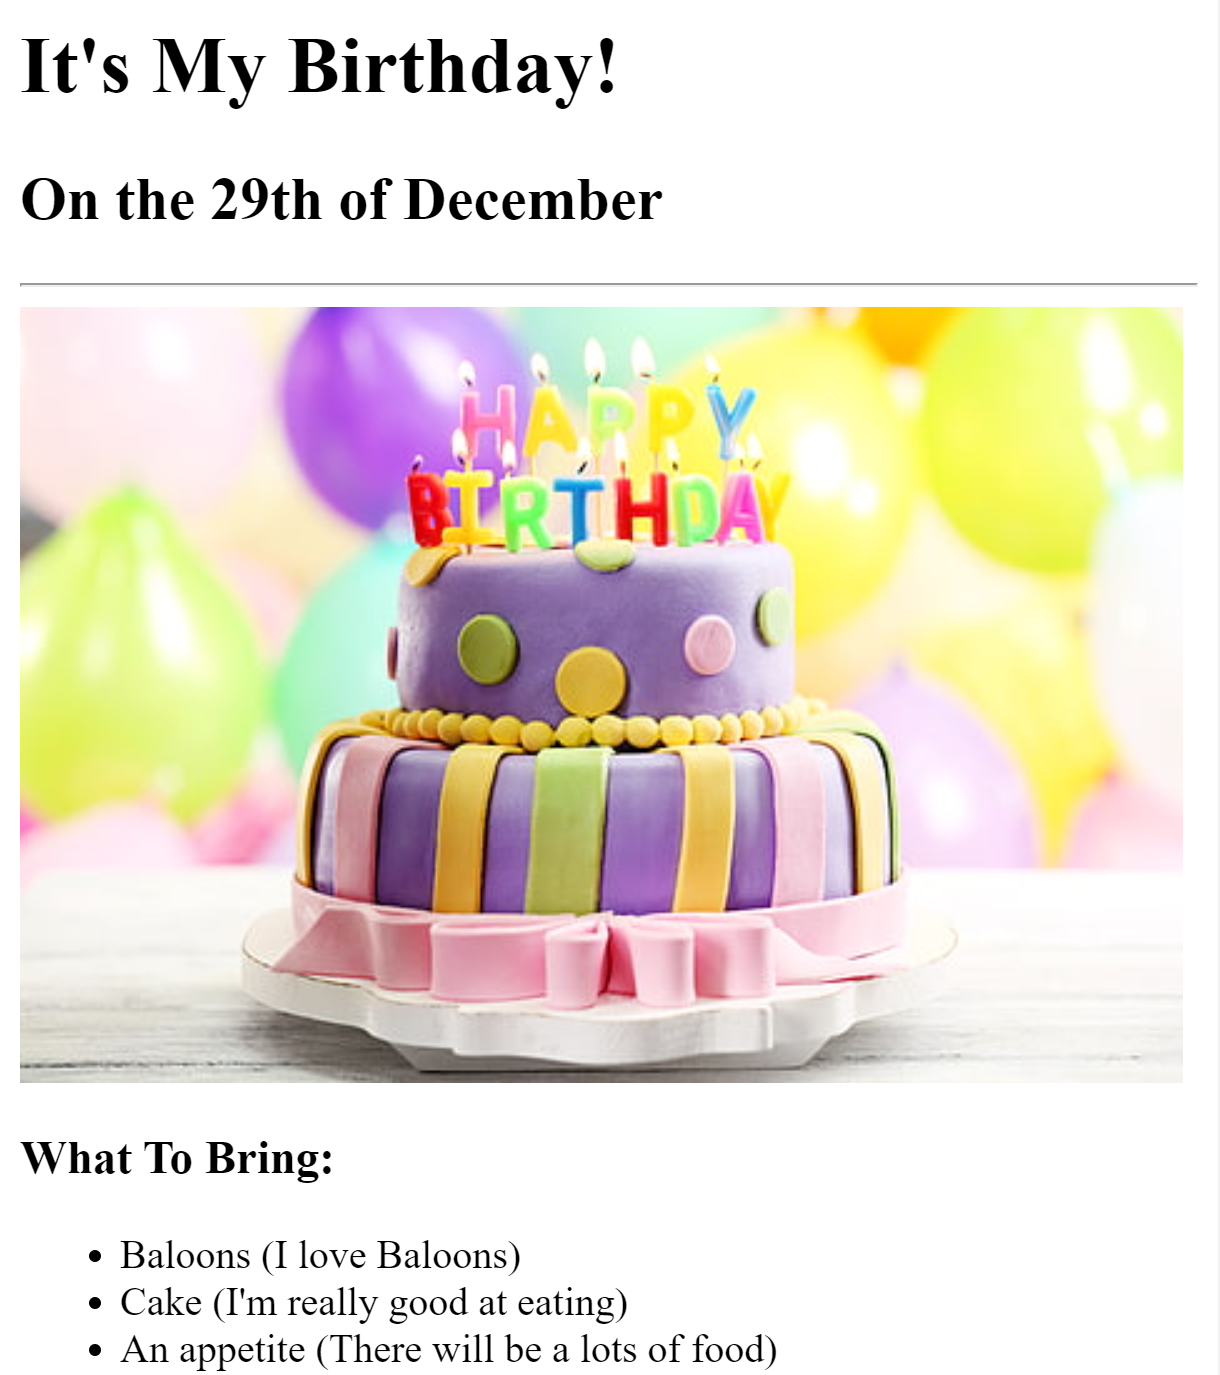 It's My Birthday!
On the 29th of December
HAPPY
BIRTHDAY
What To Bring:
Baloons (I love Baloons)
Cake (I'm really good at eating)
An appetite (There will be a lots of food)